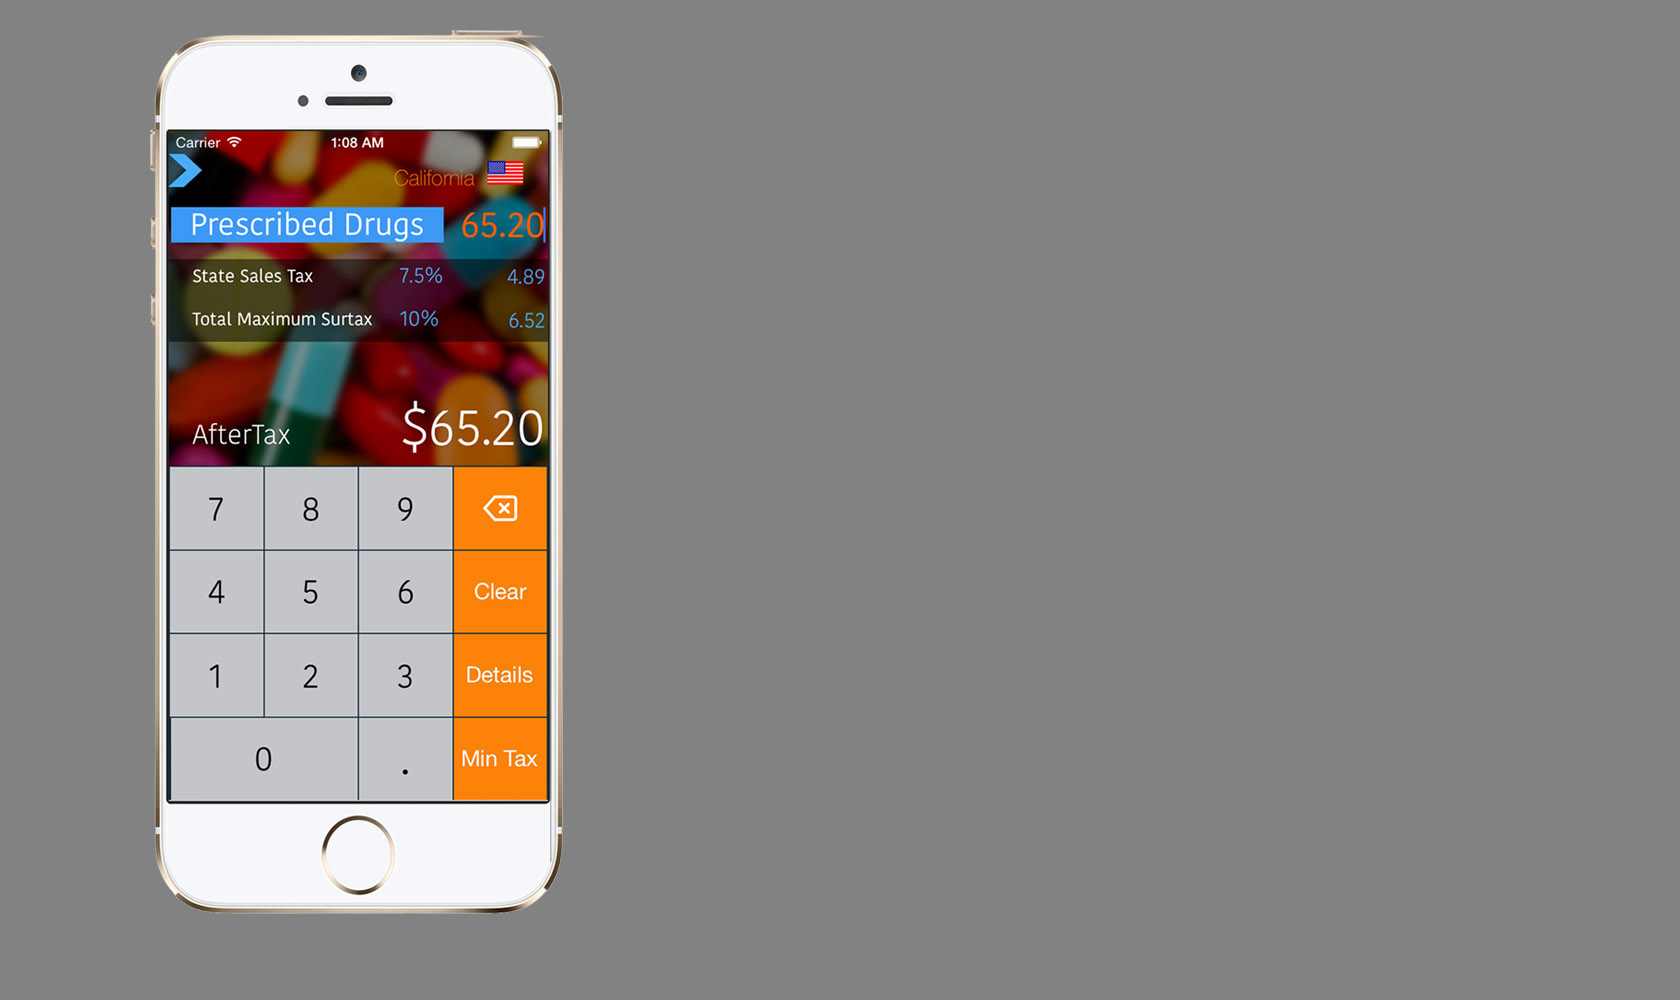 Carrier 1:08 AM
California
Prescribed Drugs 65.20
State Sales Tax 7.5% 4.89
Total Maximum Surtax 10% 6.52
AfterTax $65.20
7 8 9
4 5 6 Clear
1 2 3 Details
0 . Min Tax